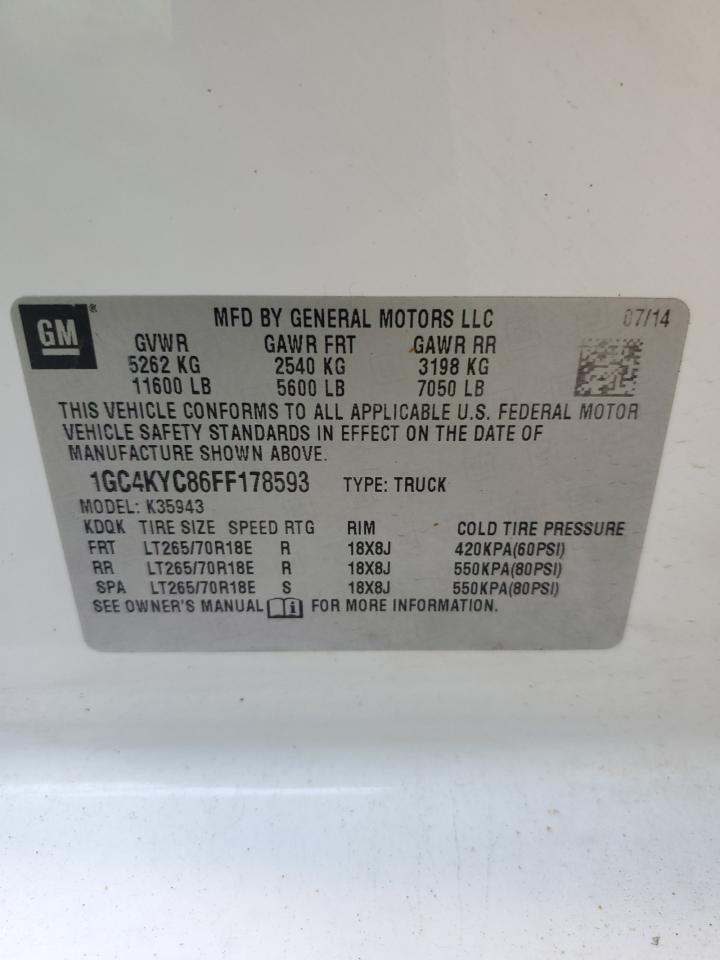 GM®
MFD BY GENERAL MOTORS LLC 07/14
GVWR GAWR FRT GAWR RR
5262 KG 2540 KG 3198 KG
11600 LB 5600 LB 7050 LB
THIS VEHICLE CONFORMS TO ALL APPLICABLE U.S. FEDERAL MOTOR
VEHICLE SAFETY STANDARDS IN EFFECT ON THE DATE OF
MANUFACTURE SHOWN ABOVE.
1GC4KYC86FF178593 TYPE: TRUCK
MODEL: K35943
KDQK TIRE SIZE SPEED RTG RIM COLD TIRE PRESSURE
FRT LT265/70R18E R 18X8J 420KPA(60PSI)
RR LT265/70R18E R 18X8J 550KPA(80PSI)
SPA LT265/70R18E S 18X8J 550KPA(80PSI)
SEE OWNER'S MANUAL i FOR MORE INFORMATION.